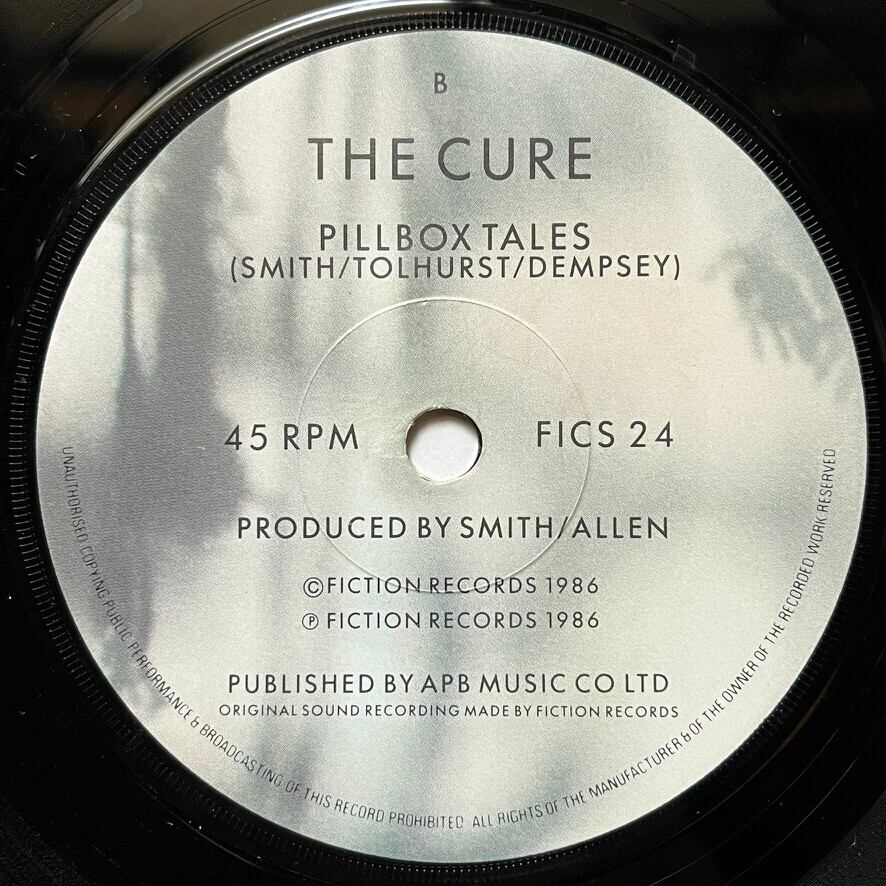 B
THE CURE
PILLBOX TALES
(SMITH/TOLHURST/DEMPSEY)
45 RPM
FICS 24
PRODUCED BY SMITH/ALLEN
©FICTION RECORDS 1986
℗ FICTION RECORDS 1986
PUBLISHED BY APB MUSIC CO LTD
ORIGINAL SOUND RECORDING MADE BY FICTION RECORDS
UNAUTHORISED COPYING PUBLIC PERFORMANCE & BROADCASTING OF THIS RECORD PROHIBITED ALL RIGHTS OF THE MANUFACTURER & OF THE OWNER OF THE RECORDED WORK RESERVED